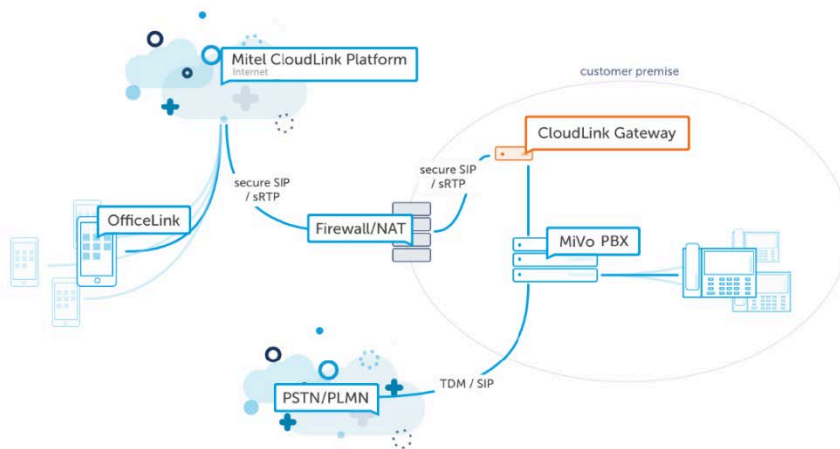 Mitel CloudLink Platform
Internet
customer premise
CloudLink Gateway
secure SIP
/ sRTP
secure SIP
/ sRTP
OfficeLink
Firewall/NAT
MiVo PBX
PSTN/PLMN
TDM / SIP